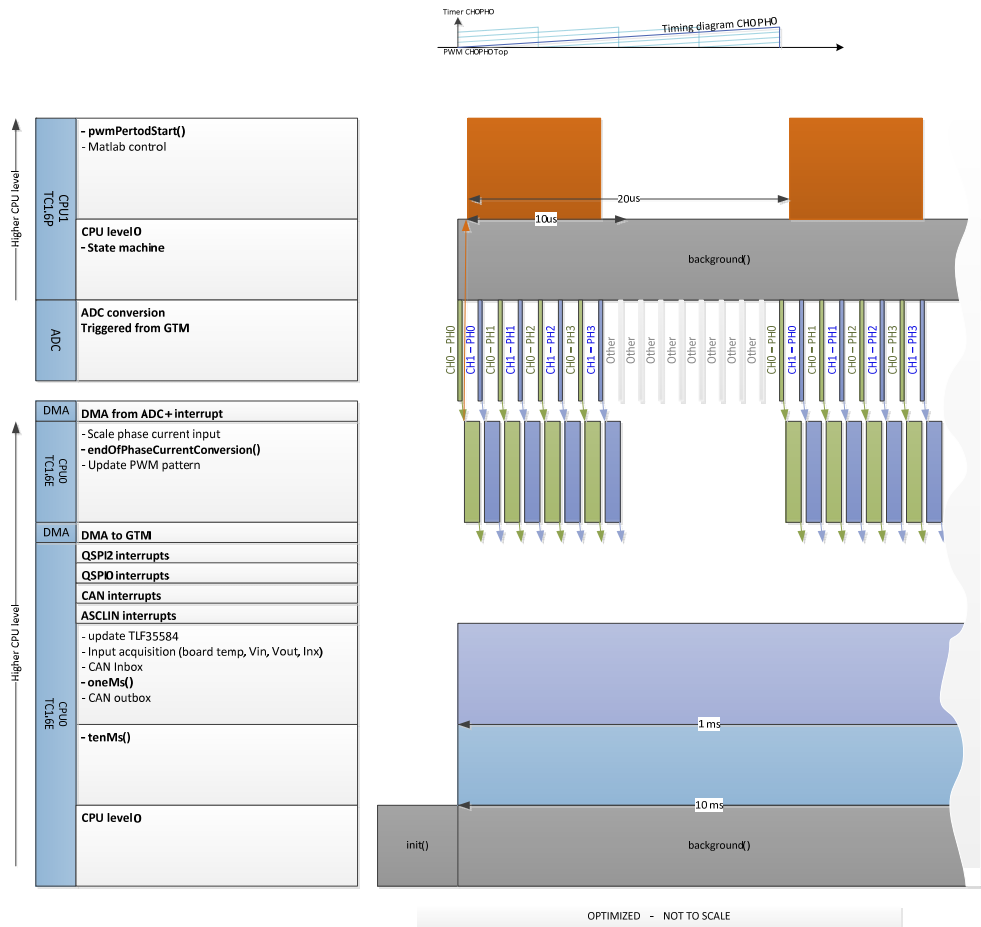 Timer CHOPHO
Timing diagram CH0PH0
PWM CHOPHOTop
Higher CPU level
CPU1
TC1.6P
- pwmPertodStart()
- Matlab control
CPU level0
- State machine
20us
10us
background()
ADC
ADC conversion
Triggered from GTM
CH0 – PH0
CH1 – PH0
CH0 – PH1
CH1 – PH1
CH0 – PH2
CH1 – PH2
CH0 – PH3
CH1 – PH3
Other
Other
Other
Other
Other
Other
Other
Other
CH0 – PH0
CH1 – PH0
CH0 – PH1
CH1 – PH1
CH0 – PH2
CH1 – PH2
CH0 – PH3
CH1 – PH3
DMA
DMA from ADC + interrupt
Higher CPU level
CPU0
TC1.6E
- Scale phase current input
- endOfPhaseCurrentConversion()
- Update PWM pattern
DMA
DMA to GTM
CPU0
TC1.6E
QSPI2 interrupts
QSPI0 interrupts
CAN interrupts
ASCLIN interrupts
- update TLF35584
- Input acquisition (board temp, Vin, Vout, Inx)
- CAN Inbox
- oneMs()
- CAN outbox
1 ms
- tenMs()
10 ms
CPU level0
init()
background()
OPTIMIZED - NOT TO SCALE